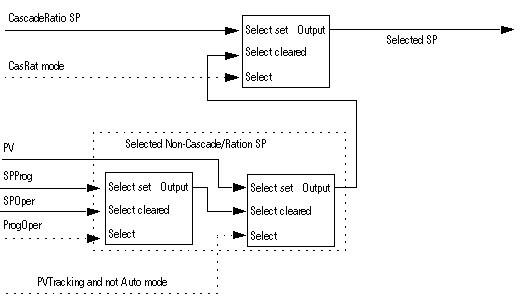 CascadeRatio SP
Select set Output
Selected SP
Select cleared
CasRat mode
Select
Selected Non-Cascade/Ration SP
PV
SPProg
Select set Output
Select set Output
SPOper
Select cleared
Select cleared
ProgOper
Select
Select
PVTracking and not Auto mode